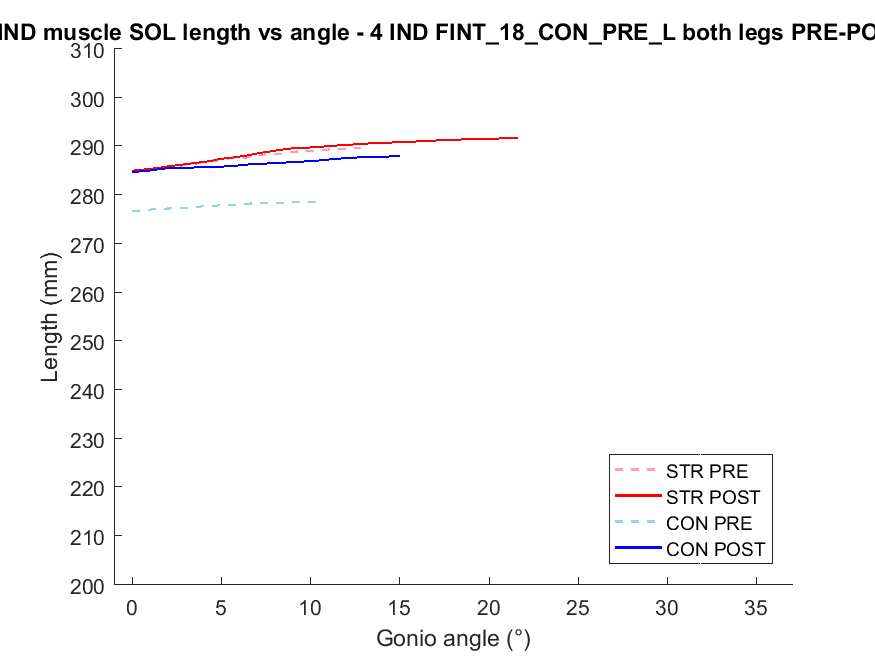 IND muscle SOL length vs angle - 4 IND FINT_18_CON_PRE_L both legs PRE-PO
310
300
290
280
270
260
250
240
230
220
210
200
Length (mm)
0 5 10 15 20 25 30 35
Gonio angle (°)
STR PRE
STR POST
CON PRE
CON POST